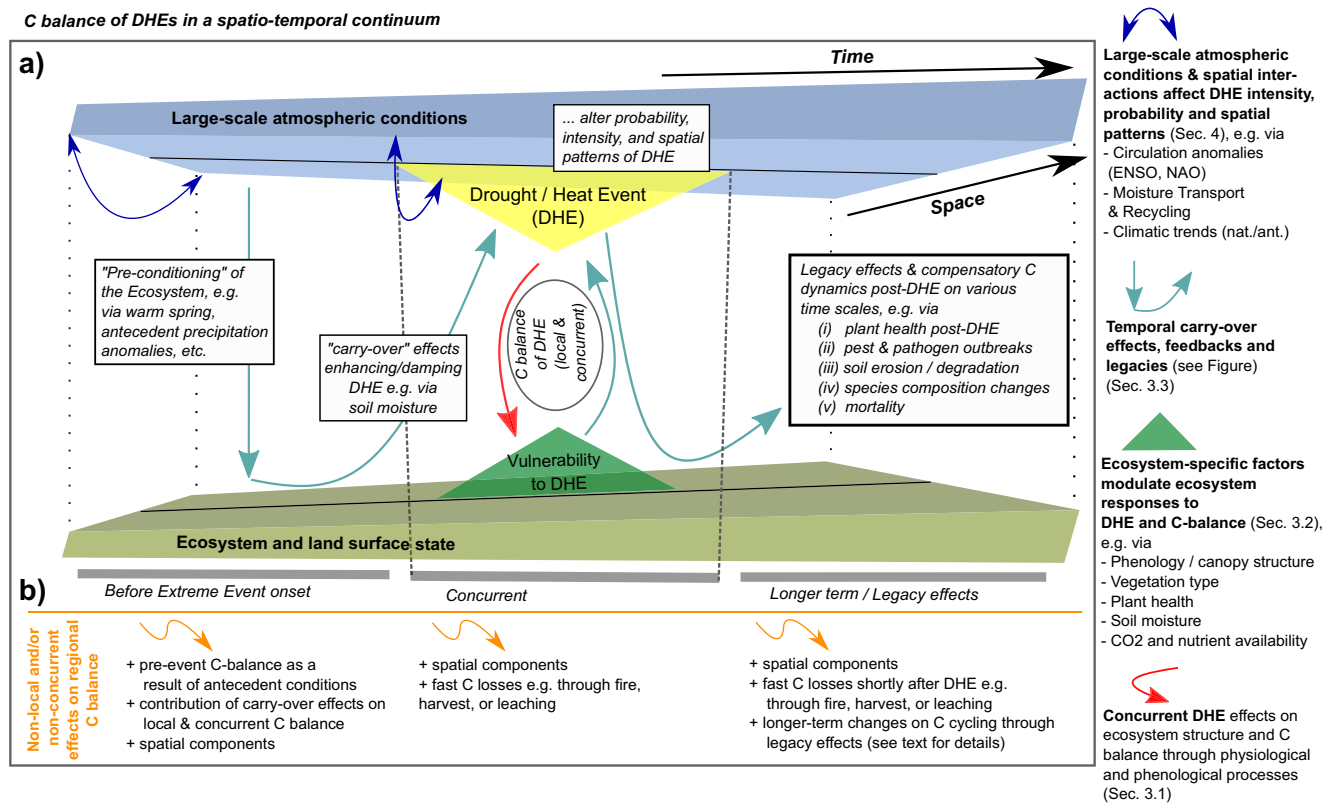 C balance of DHEs in a spatio-temporal continuum
a)
Time
Large-scale atmospheric conditions
... alter probability,
intensity, and spatial
patterns of DHE
Drought / Heat Event
(DHE)
Space
"Pre-conditioning" of
the Ecosystem, e.g.
via warm spring,
antecedent precipitation
anomalies, etc.
"carry-over" effects
enhancing/damping
DHE e.g. via
soil moisture
C balance
of DHE
(local &
concurrent)
Legacy effects & compensatory C
dynamics post-DHE on various
time scales, e.g. via
(i) plant health post-DHE
(ii) pest & pathogen outbreaks
(iii) soil erosion / degradation
(iv) species composition changes
(v) mortality
Vulnerability
to DHE
Ecosystem and land surface state
Before Extreme Event onset
Concurrent
Longer term / Legacy effects
b)
Non-local and/or
non-concurrent
effects on regional
C balance
+ pre-event C-balance as a
result of antecedent conditions
+ contribution of carry-over effects on
local & concurrent C balance
+ spatial components
+ spatial components
+ fast C losses e.g. through fire,
harvest, or leaching
+ spatial components
+ fast C losses shortly after DHE e.g.
through fire, harvest, or leaching
+ longer-term changes on C cycling through
legacy effects (see text for details)
Large-scale atmospheric
conditions & spatial inter-
actions affect DHE intensity,
probability and spatial
patterns (Sec. 4), e.g. via
- Circulation anomalies
(ENSO, NAO)
- Moisture Transport
& Recycling
- Climatic trends (nat./ant.)
Temporal carry-over
effects, feedbacks and
legacies (see Figure)
(Sec. 3.3)
Ecosystem-specific factors
modulate ecosystem
responses to
DHE and C-balance (Sec. 3.2),
e.g. via
- Phenology / canopy structure
- Vegetation type
- Plant health
- Soil moisture
- CO2 and nutrient availability
Concurrent DHE effects on
ecosystem structure and C
balance through physiological
and phenological processes
(Sec. 3.1)